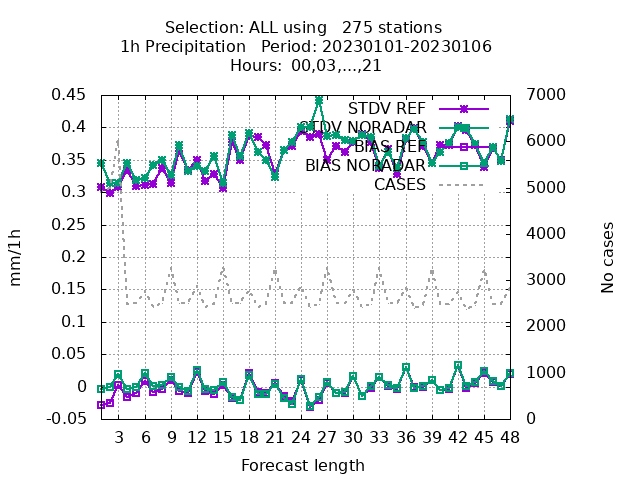 Selection: ALL using   275 stations
1h Precipitation   Period: 20230101-20230106
Hours:  00,03,...,21
0.45
0.4
0.35
0.3
0.25
0.2
0.15
0.1
0.05
0
-0.05
mm/1h
7000
6000
5000
4000
3000
2000
1000
0
No cases
STDV REF
STDV NORADAR
BIAS REF
BIAS NORADAR
CASES
3 6 9 12 15 18 21 24 27 30 33 36 39 42 45 48
Forecast length